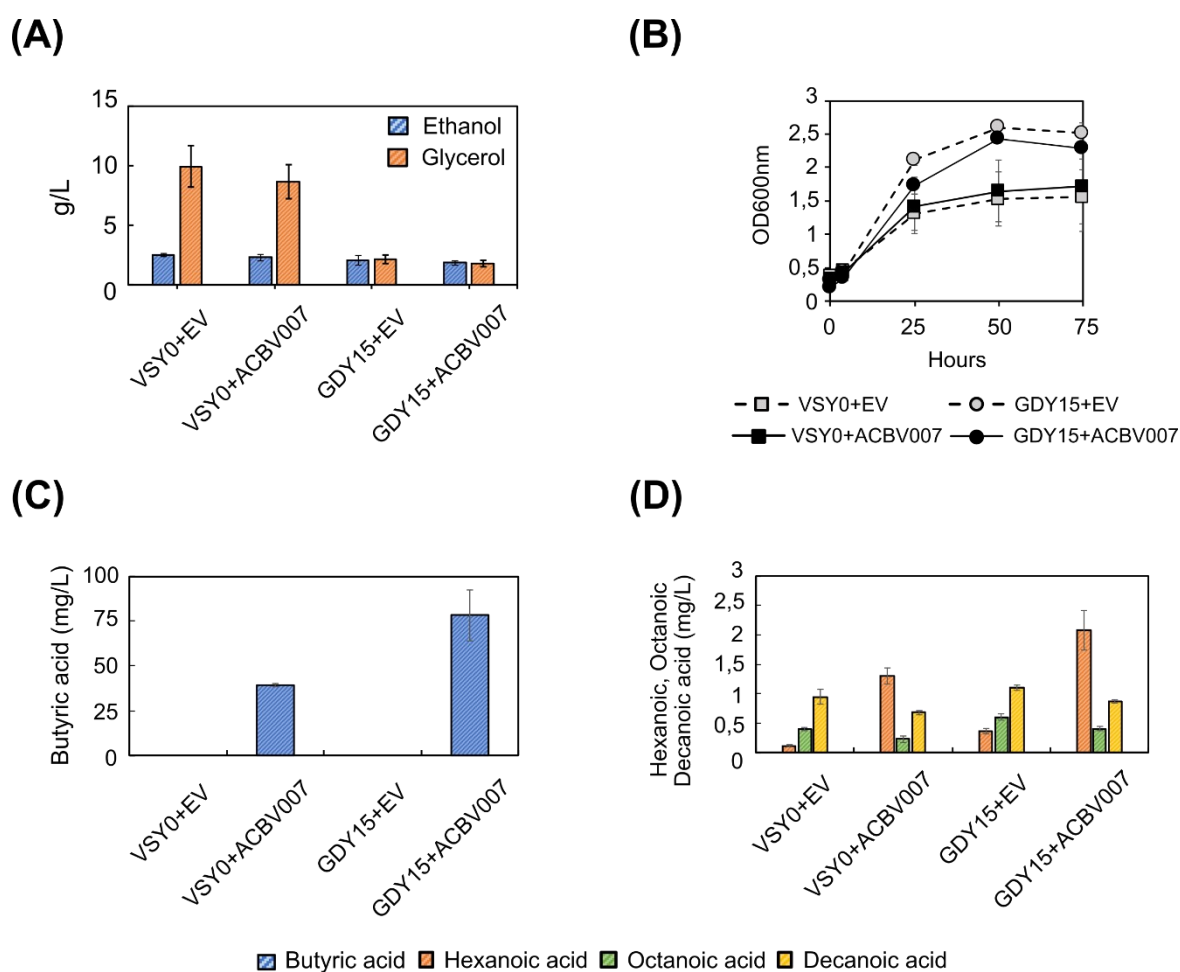 (A)
15
10
5
0
g/L
Ethanol
Glycerol
VSY0+EV
VSY0+ACBV007
GDY15+EV
GDY15+ACBV007
(B)
3
2,5
2
1,5
1
0,5
0
OD600nm
0
25
50
75
Hours
VSY0+EV
GDY15+EV
VSY0+ACBV007
GDY15+ACBV007
(C)
100
75
50
25
0
Butyric acid (mg/L)
VSY0+EV
VSY0+ACBV007
GDY15+EV
GDY15+ACBV007
(D)
3
2,5
2
1,5
1
0,5
0
Hexanoic, Octanoic
Decanoic acid (mg/L)
VSY0+EV
VSY0+ACBV007
GDY15+EV
GDY15+ACBV007
Butyric acid Hexanoic acid Octanoic acid Decanoic acid